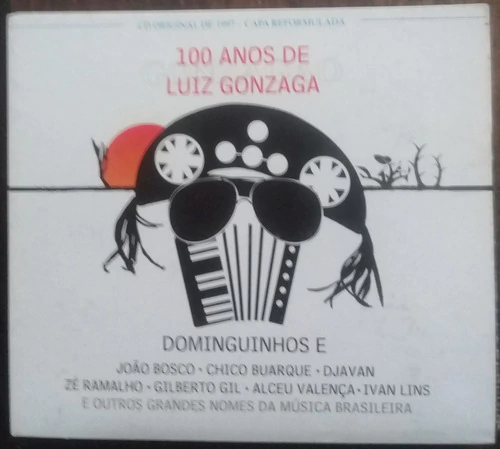 CD ORIGINAL DE 1997 - CAPA REFORMULADA
100 ANOS DE
LUIZ GONZAGA
DOMINGUINHOS E
JOÃO BOSCO · CHICO BUARQUE · DJAVAN
ZÉ RAMALHO · GILBERTO GIL · ALCEU VALENÇA · IVAN LINS
E OUTROS GRANDES NOMES DA MÚSICA BRASILEIRA